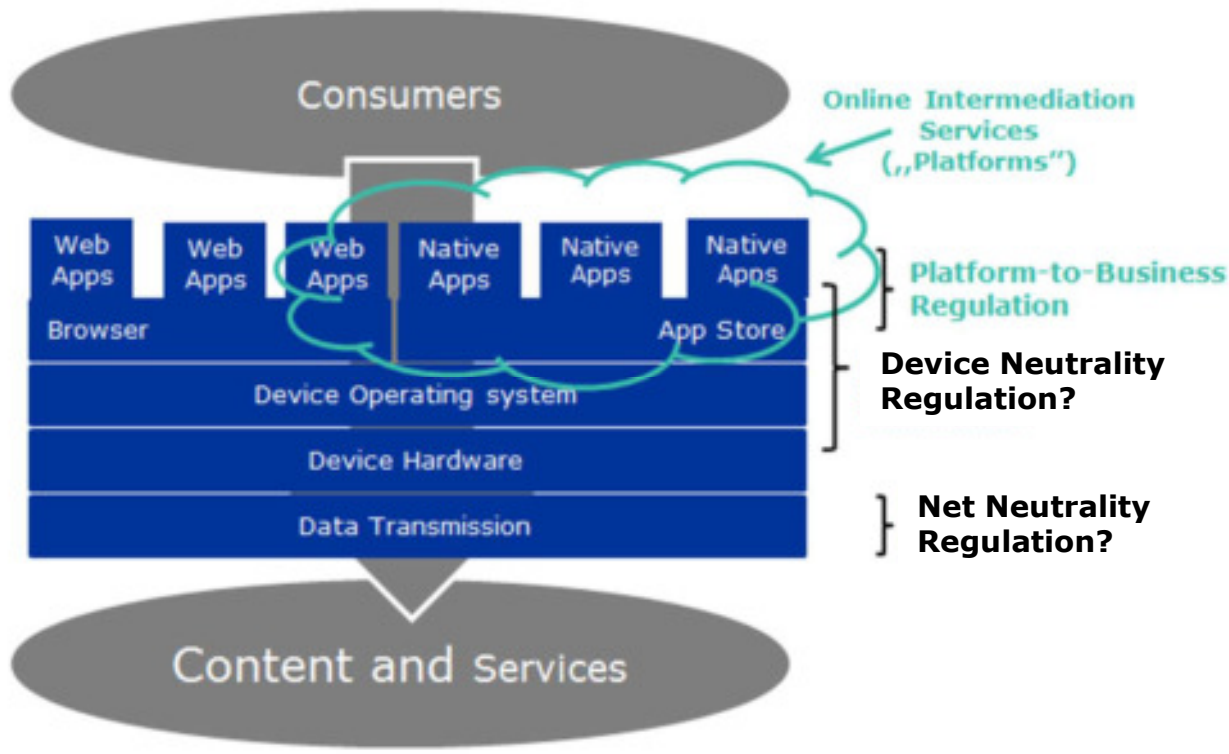 Consumers
Online Intermediation
Services
(„Platforms")
Web
Apps
Web
Apps
Web
Apps
Native
Apps
Native
Apps
Native
Apps
Platform-to-Business
Regulation
Browser
App Store
Device Neutrality
Regulation?
Device Operating system
Device Hardware
Net Neutrality
Regulation?
Data Transmission
Content and Services